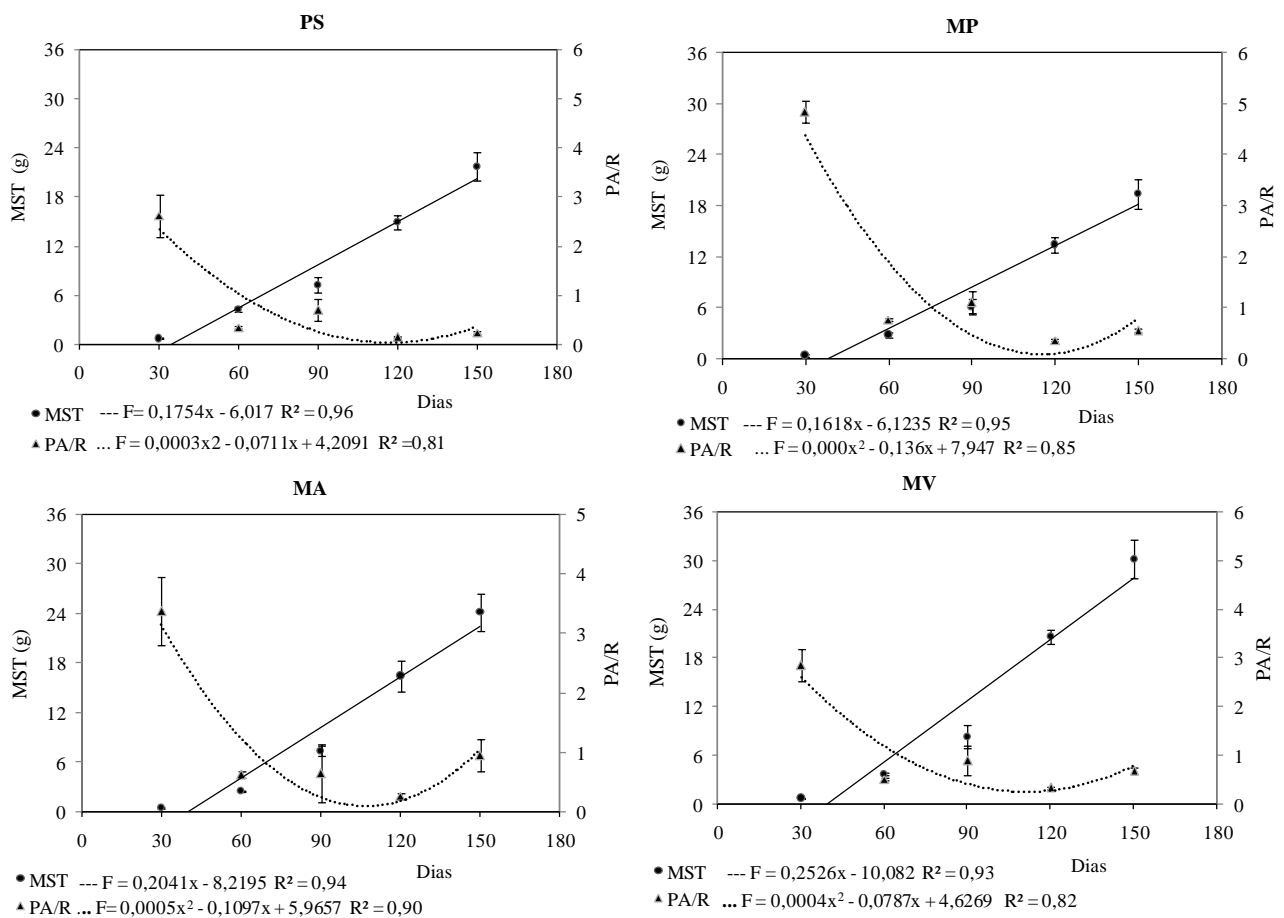 PS
36
30
24
18
12
6
0
MST (g)
6
5
4
3
2
1
0
PA/R
0 30 60 90 120 150 180
Dias
MST --- F= 0,1754x - 6,017 R² = 0,96
PA/R ... F = 0,0003x2 - 0,0711x + 4,2091 R² =0,81
MP
36
30
24
18
12
6
0
MST (g)
6
5
4
3
2
1
0
PA/R
0 30 60 90 120 150 180
Dias
MST --- F = 0,1618x - 6,1235 R² = 0,95
PA/R ... F = 0,000x² - 0,136x + 7,947 R² = 0,85
MA
36
30
24
18
12
6
0
MST (g)
5
4
3
2
1
0
PA/R
0 30 60 90 120 150 180
Dias
MST --- F = 0,2041x - 8,2195 R² = 0,94
PA/R ... F= 0,0005x² - 0,1097x + 5,9657 R² = 0,90
MV
36
30
24
18
12
6
0
MST (g)
6
5
4
3
2
1
0
PA/R
0 30 60 90 120 150 180
Dias
MST --- F = 0,2526x - 10,082 R² = 0,93
PA/R ... F = 0,0004x² - 0,0787x + 4,6269 R² = 0,82